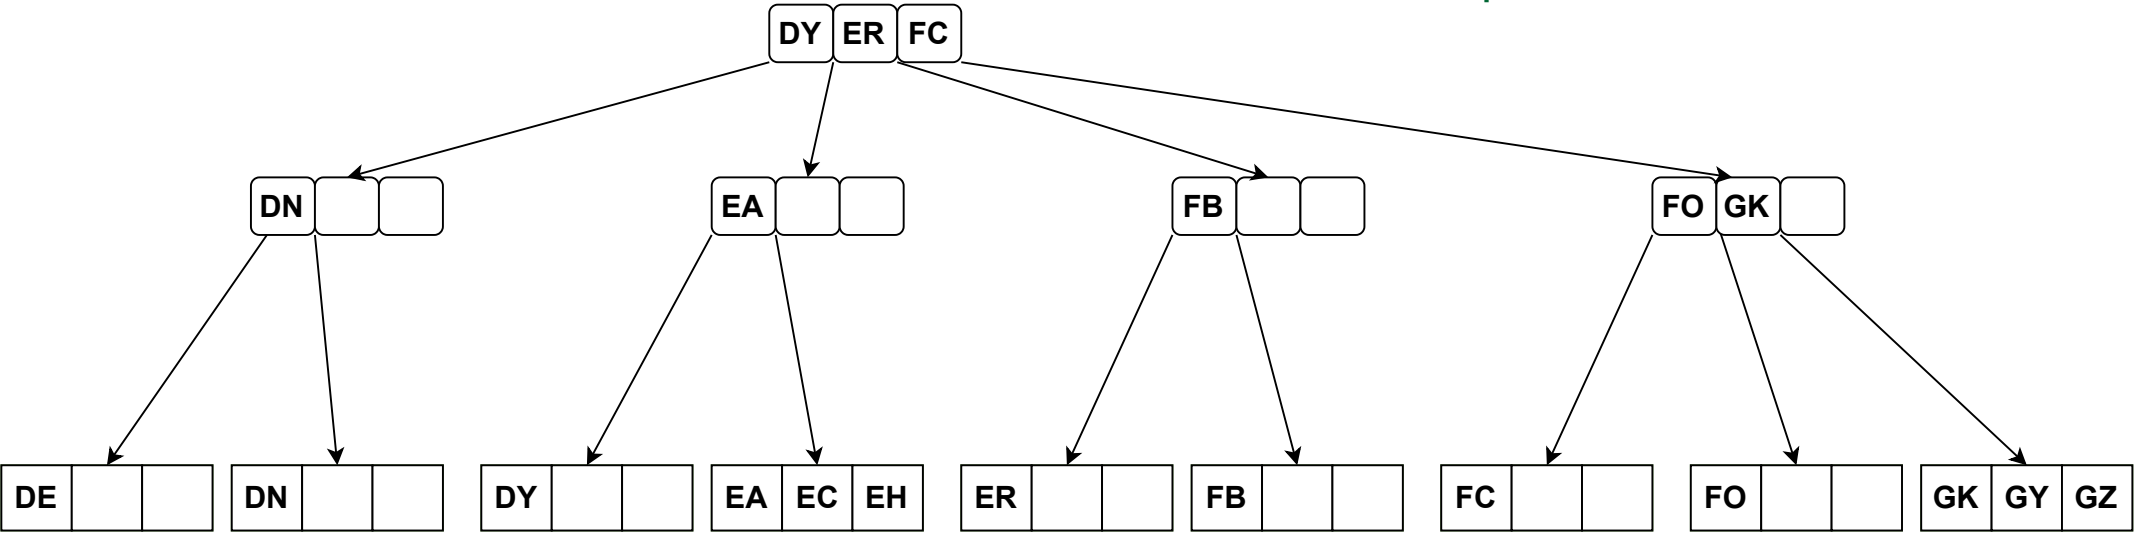 DY ER FC
DN EA FB FO GK
DE DN DY EA EC EH ER FB FC FO GK GY GZ